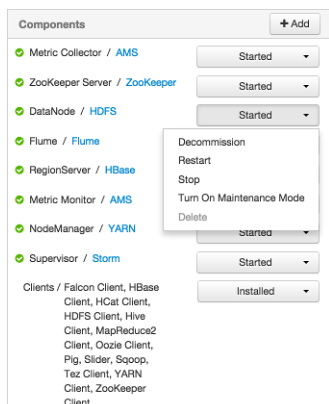 Components
+ Add
Metric Collector / AMS
Started
ZooKeeper Server / ZooKeeper
Started
DataNode / HDFS
Started
Flume / Flume
Decommission
Restart
RegionServer / HBase
Stop
Metric Monitor / AMS
Turn On Maintenance Mode
Delete
NodeManager / YARN
Started
Supervisor / Storm
Started
Clients / Falcon Client, HBase
Installed
Client, HCat Client,
HDFS Client, Hive
Client, MapReduce2
Client, Oozie Client,
Pig, Slider, Sqoop,
Tez Client, YARN
Client, ZooKeeper
Client